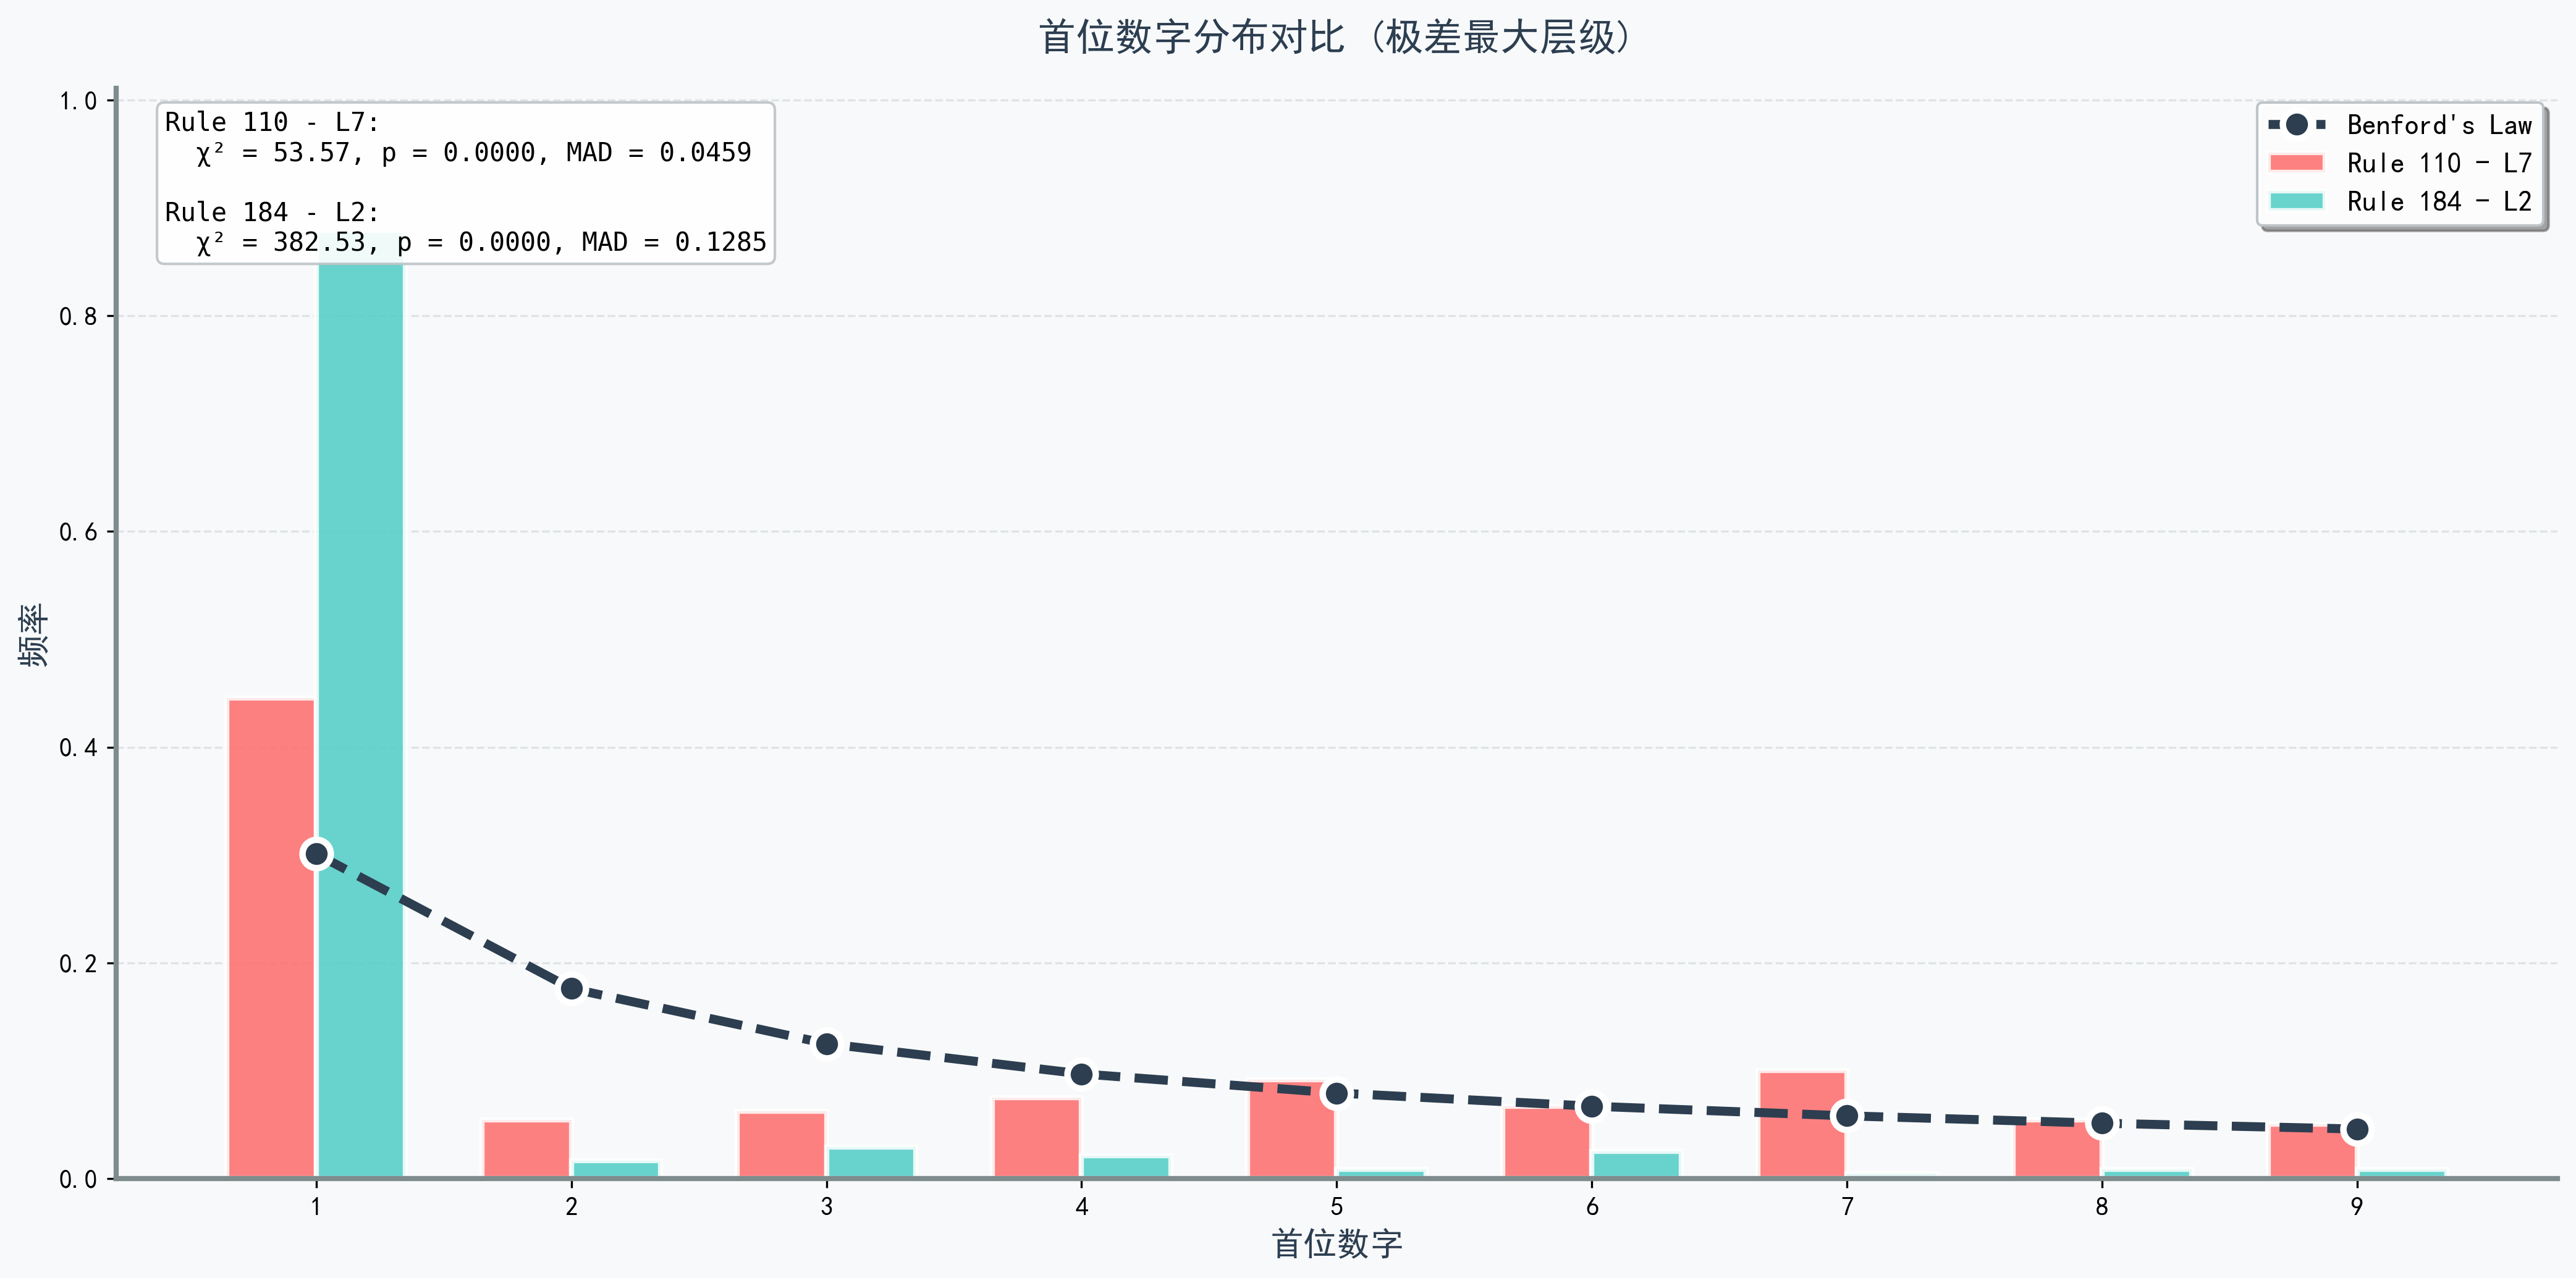 首位数字分布对比 (极差最大层级)
Rule 110 - L7:
χ² = 53.57, p = 0.0000, MAD = 0.0459
Rule 184 - L2:
χ² = 382.53, p = 0.0000, MAD = 0.1285
Benford's Law
Rule 110 - L7
Rule 184 - L2
频率
1.0
0.8
0.6
0.4
0.2
0.0
1 2 3 4 5 6 7 8 9
首位数字